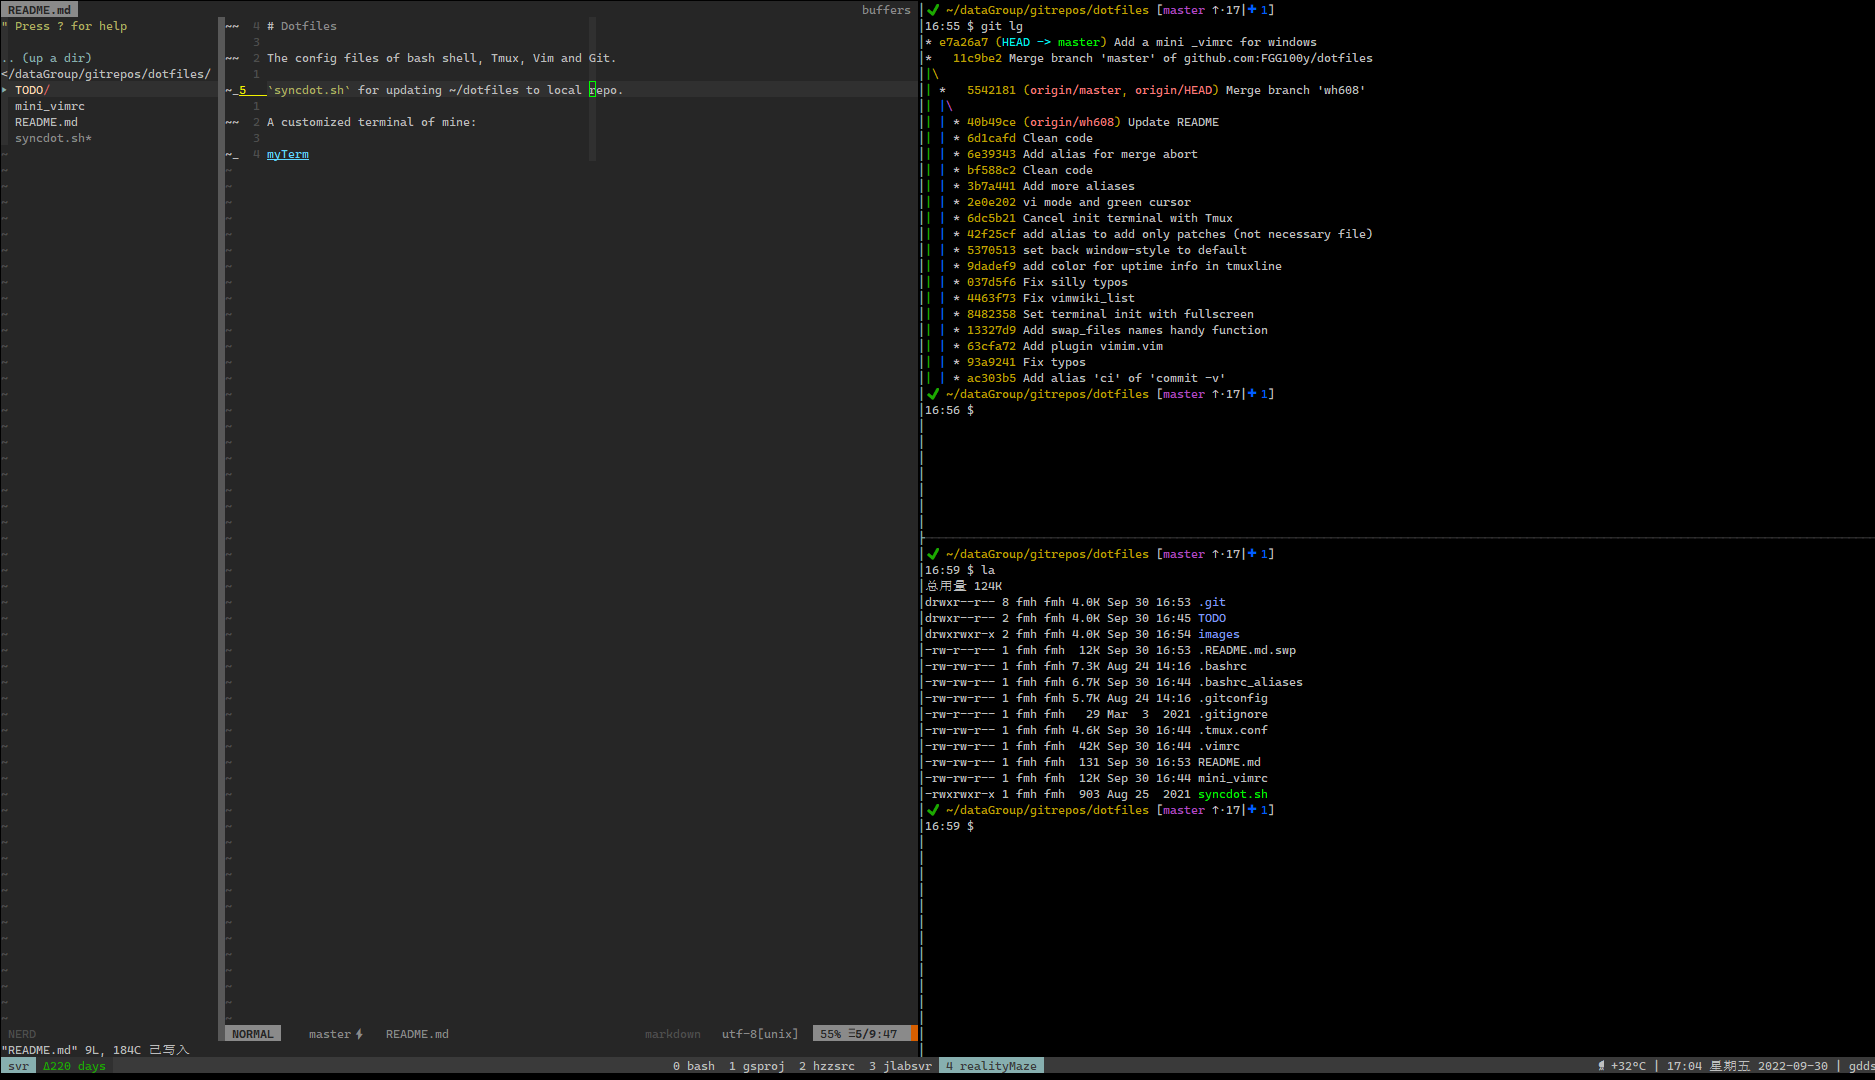 README.md buffers
" Press ? for help
.. (up a dir)
</dataGroup/gitrepos/dotfiles/
▸ TODO/
mini_vimrc
README.md
syncdot.sh*
~~ 4 # Dotfiles
3
~~ 2 The config files of bash shell, Tmux, Vim and Git.
1
~_5 `syncdot.sh` for updating ~/dotfiles to local repo.
1
~~ 2 A customized terminal of mine:
3
~_ 4 myTerm
NERD
NORMAL master README.md markdown utf-8[unix] 55% ☰5/9:47
"README.md" 9L, 184C 已写入
✔ ~/dataGroup/gitrepos/dotfiles [master ↑·17|✚ 1]
16:55 $ git lg
* e7a26a7 (HEAD -> master) Add a mini _vimrc for windows
*   11c9be2 Merge branch 'master' of github.com:FGG100y/dotfiles
|\
| *   5542181 (origin/master, origin/HEAD) Merge branch 'wh608'
| |\
| | * 40b49ce (origin/wh608) Update README
| | * 6d1cafd Clean code
| | * 6e39343 Add alias for merge abort
| | * bf588c2 Clean code
| | * 3b7a441 Add more aliases
| | * 2e0e202 vi mode and green cursor
| | * 6dc5b21 Cancel init terminal with Tmux
| | * 42f25cf add alias to add only patches (not necessary file)
| | * 5370513 set back window-style to default
| | * 9dadef9 add color for uptime info in tmuxline
| | * 037d5f6 Fix silly typos
| | * 4463f73 Fix vimwiki_list
| | * 8482358 Set terminal init with fullscreen
| | * 13327d9 Add swap_files names handy function
| | * 63cfa72 Add plugin vimim.vim
| | * 93a9241 Fix typos
| | * ac303b5 Add alias 'ci' of 'commit -v'
✔ ~/dataGroup/gitrepos/dotfiles [master ↑·17|✚ 1]
16:56 $
✔ ~/dataGroup/gitrepos/dotfiles [master ↑·17|✚ 1]
16:59 $ la
总用量 124K
drwxr--r-- 8 fmh fmh 4.0K Sep 30 16:53 .git
drwxr--r-- 2 fmh fmh 4.0K Sep 30 16:45 TODO
drwxrwxr-x 2 fmh fmh 4.0K Sep 30 16:54 images
-rw-r--r-- 1 fmh fmh  12K Sep 30 16:53 .README.md.swp
-rw-rw-r-- 1 fmh fmh 7.3K Aug 24 14:16 .bashrc
-rw-rw-r-- 1 fmh fmh 6.7K Sep 30 16:44 .bashrc_aliases
-rw-rw-r-- 1 fmh fmh 5.7K Aug 24 14:16 .gitconfig
-rw-r--r-- 1 fmh fmh   29 Mar  3  2021 .gitignore
-rw-rw-r-- 1 fmh fmh 4.6K Sep 30 16:44 .tmux.conf
-rw-rw-r-- 1 fmh fmh  42K Sep 30 16:44 .vimrc
-rw-rw-r-- 1 fmh fmh  131 Sep 30 16:53 README.md
-rw-rw-r-- 1 fmh fmh  12K Sep 30 16:44 mini_vimrc
-rwxrwxr-x 1 fmh fmh  903 Aug 25  2021 syncdot.sh
✔ ~/dataGroup/gitrepos/dotfiles [master ↑·17|✚ 1]
16:59 $
svr Δ220 days 0 bash 1 gsproj 2 hzzsrc 3 jlabsvr 4 realityMaze +32°C | 17:04 星期五 2022-09-30 | gdds